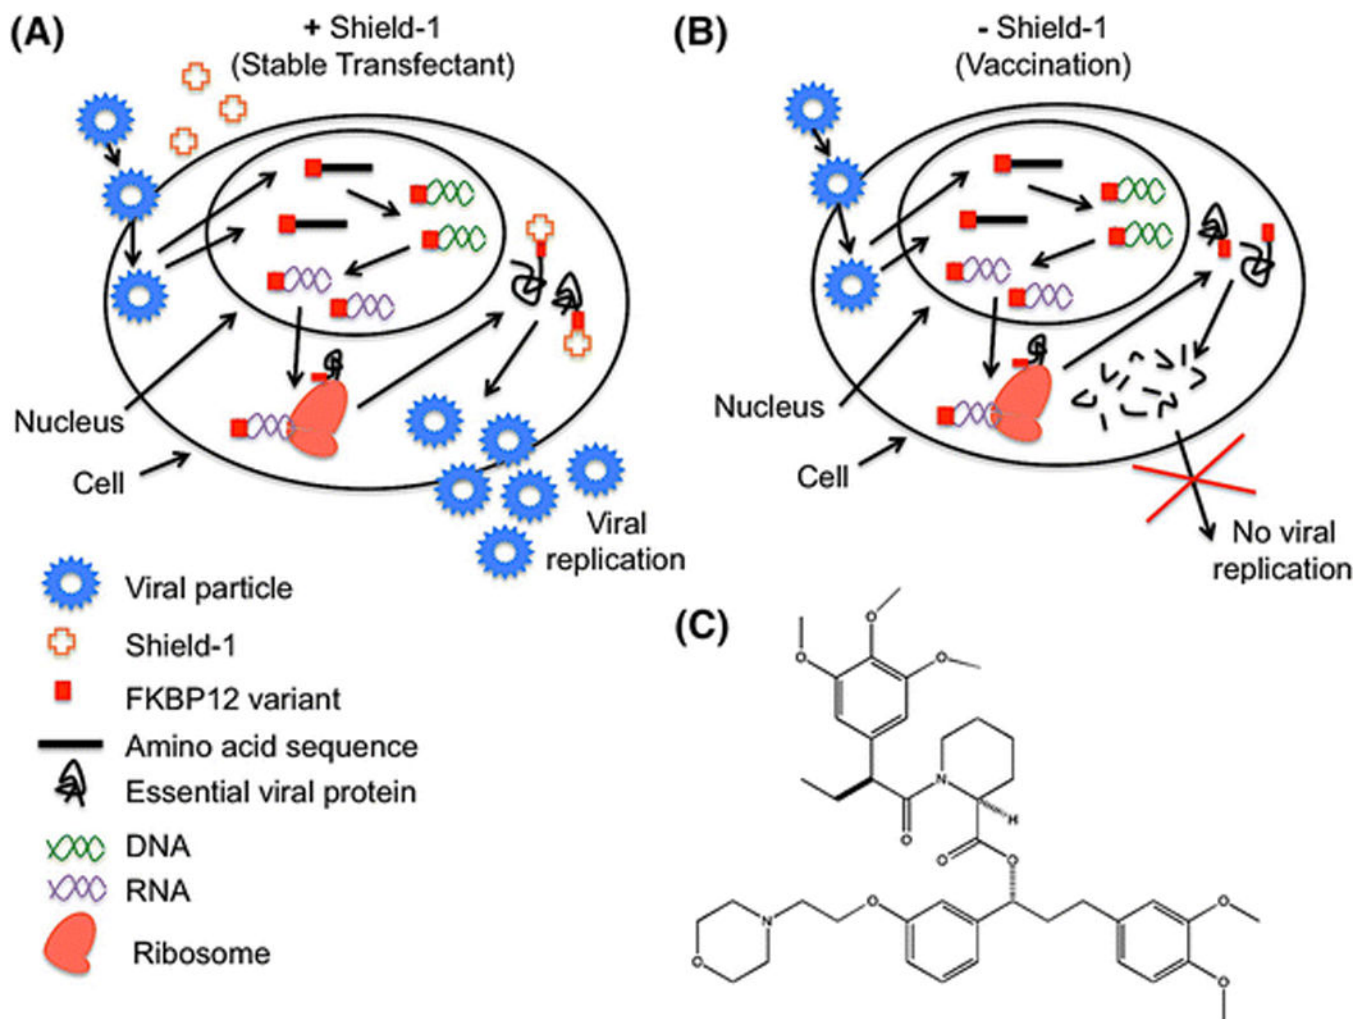 (A)
+ Shield-1
(Stable Transfectant)
Nucleus
Cell
Viral
replication
(B)
- Shield-1
(Vaccination)
Nucleus
Cell
No viral
replication
Viral particle
Shield-1
FKBP12 variant
Amino acid sequence
Essential viral protein
DNA
RNA
Ribosome
(C)
O
O
O
N
H
O
O
O
O
N
O
O
O